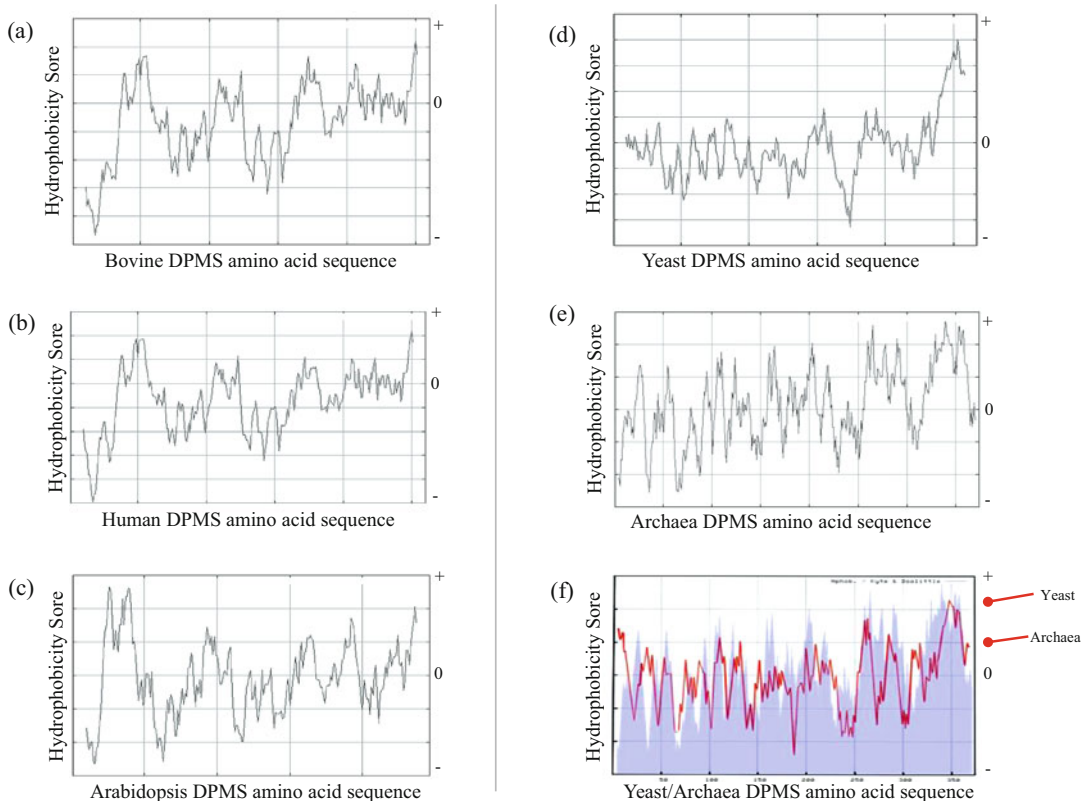 (a)
Hydrophobicity Sore
+
0
-
Bovine DPMS amino acid sequence
(b)
Hydrophobicity Sore
+
0
-
Human DPMS amino acid sequence
(c)
Hydrophobicity Sore
+
0
-
Arabidopsis DPMS amino acid sequence
(d)
Hydrophobicity Sore
+
0
-
Yeast DPMS amino acid sequence
(e)
Hydrophobicity Sore
+
0
-
Archaea DPMS amino acid sequence
(f)
Hydrophobicity Sore
+
Yeast
Archaea
0
-
50 100 150 200 250 300 350
Yeast/Archaea DPMS amino acid sequence